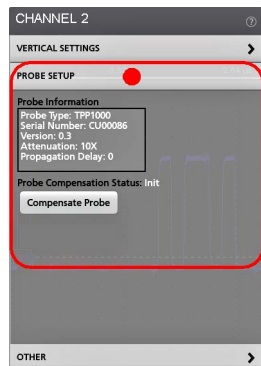 CHANNEL 2
VERTICAL SETTINGS
PROBE SETUP
Probe Information
Probe Type: TPP1000
Serial Number: CU00086
Version: 0.3
Attenuation: 10X
Propagation Delay: 0
Probe Compensation Status: Init
Compensate Probe
OTHER